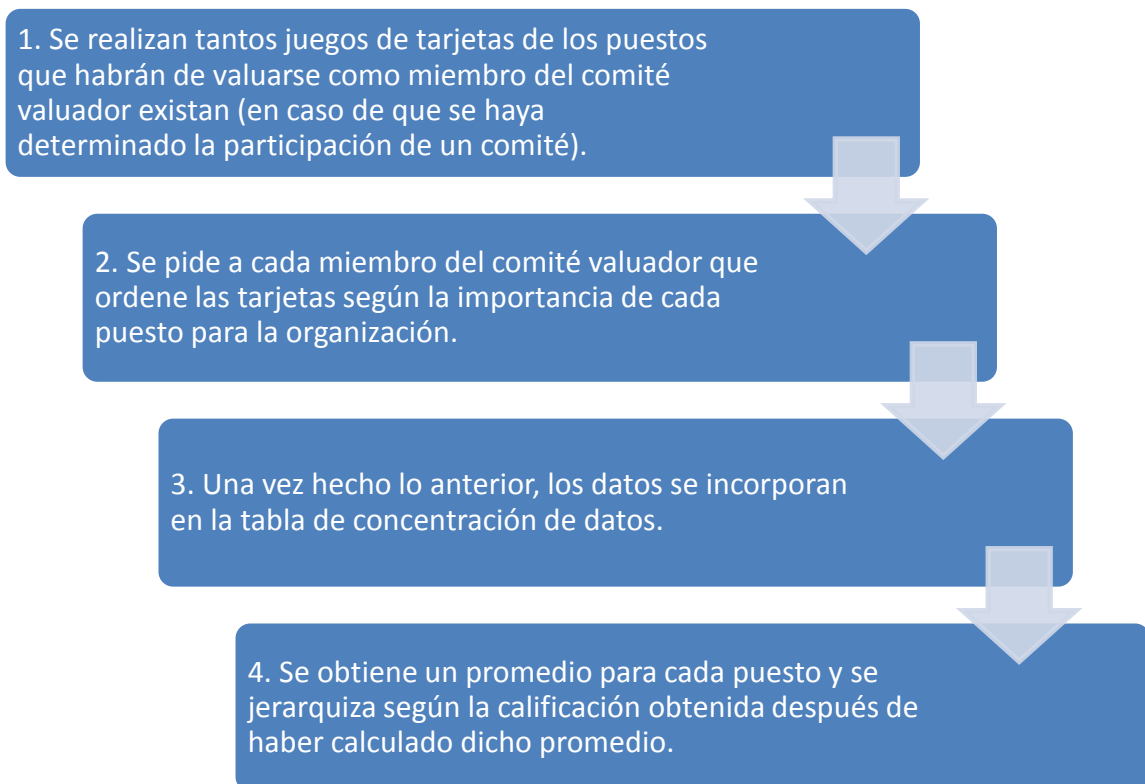 1. Se realizan tantos juegos de tarjetas de los puestos
que habrán de valuarse como miembro del comité
valuador existan (en caso de que se haya
determinado la participación de un comité).
2. Se pide a cada miembro del comité valuador que
ordene las tarjetas según la importancia de cada
puesto para la organización.
3. Una vez hecho lo anterior, los datos se incorporan
en la tabla de concentración de datos.
4. Se obtiene un promedio para cada puesto y se
jerarquiza según la calificación obtenida después de
haber calculado dicho promedio.